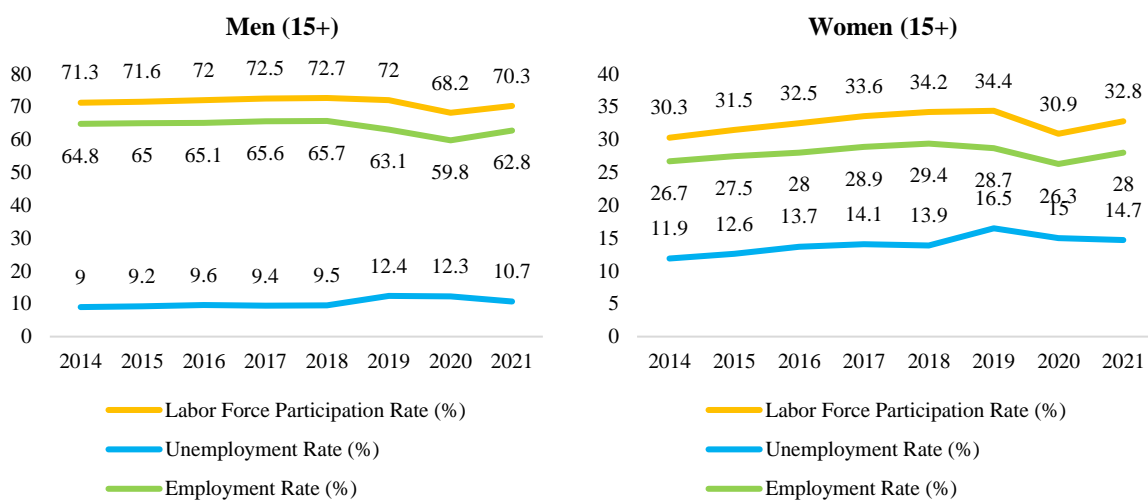 Men (15+)
80
70
60
50
40
30
20
10
0
71.3 71.6 72 72.5 72.7 72 68.2 70.3
64.8 65 65.1 65.6 65.7 63.1 59.8 62.8
9 9.2 9.6 9.4 9.5 12.4 12.3 10.7
2014 2015 2016 2017 2018 2019 2020 2021
Labor Force Participation Rate (%)
Unemployment Rate (%)
Employment Rate (%)
Women (15+)
40
35
30
25
20
15
10
5
0
30.3 31.5 32.5 33.6 34.2 34.4 30.9 32.8
26.7 27.5 28 28.9 29.4 28.7 26.3 28
11.9 12.6 13.7 14.1 13.9 16.5 15 14.7
2014 2015 2016 2017 2018 2019 2020 2021
Labor Force Participation Rate (%)
Unemployment Rate (%)
Employment Rate (%)